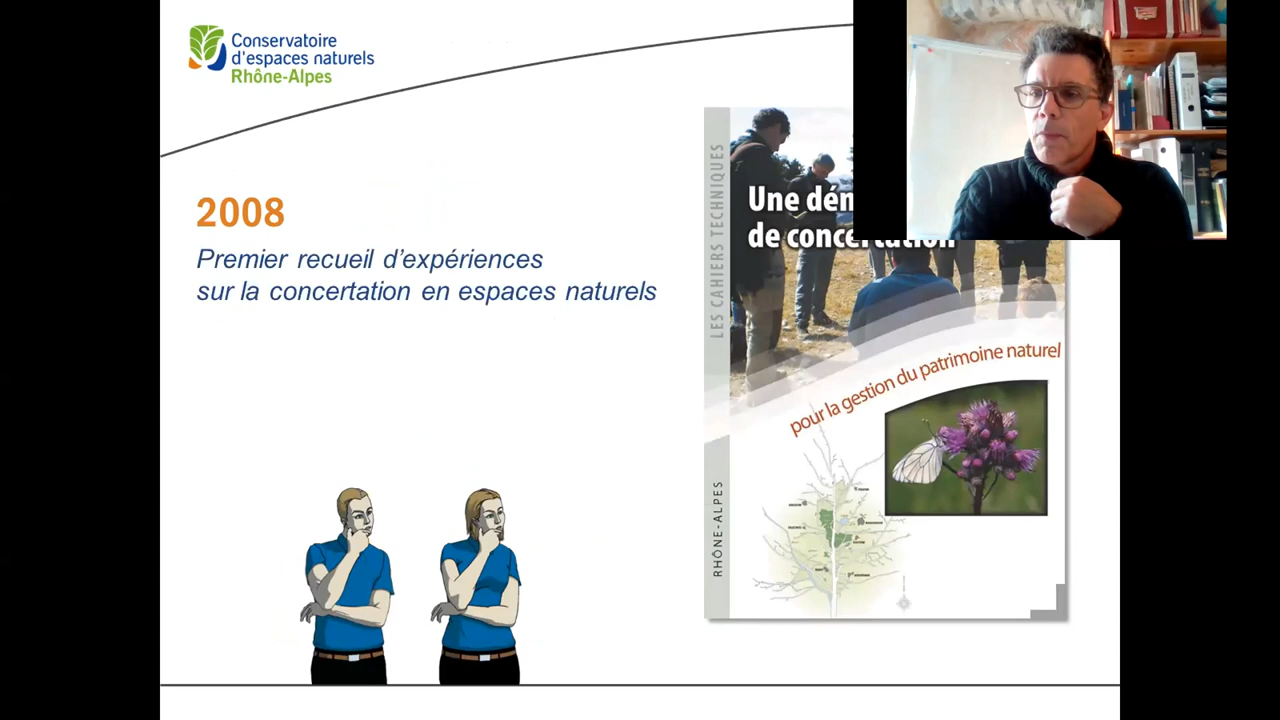 Conservatoire
d'espaces naturels
Rhône-Alpes
2008
Premier recueil d'expériences
sur la concertation en espaces naturels
LES CAHIERS TECHNIQUES
Une dém
de concertation
pour la gestion du patrimoine naturel
RHÔNE-ALPES